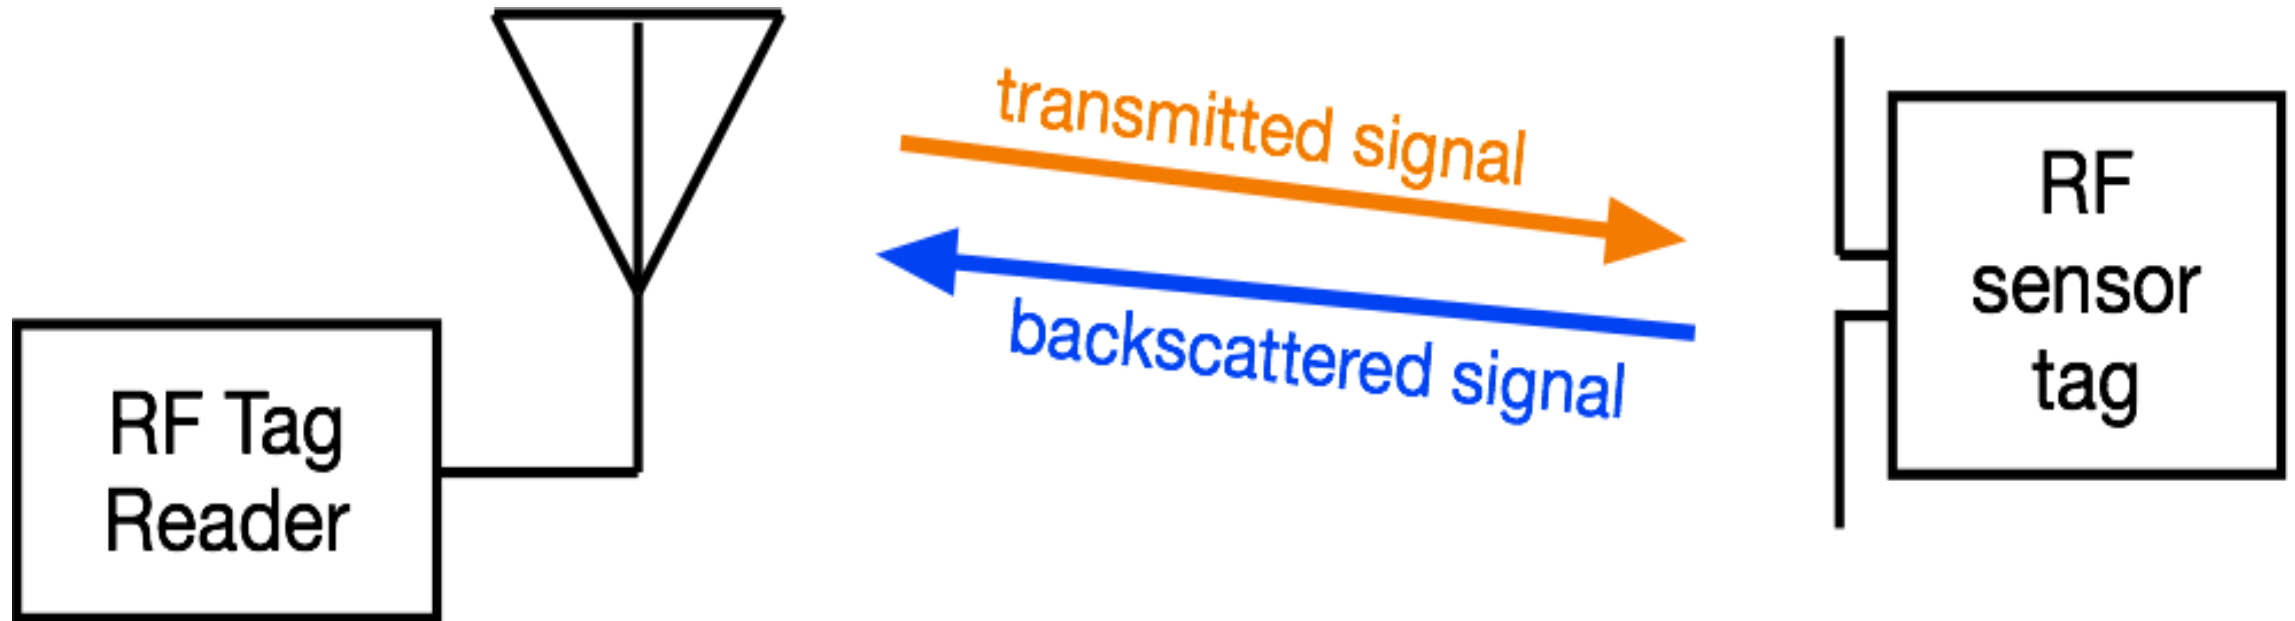 transmitted signal
backscattered signal
RF Tag
Reader
RF
sensor
tag